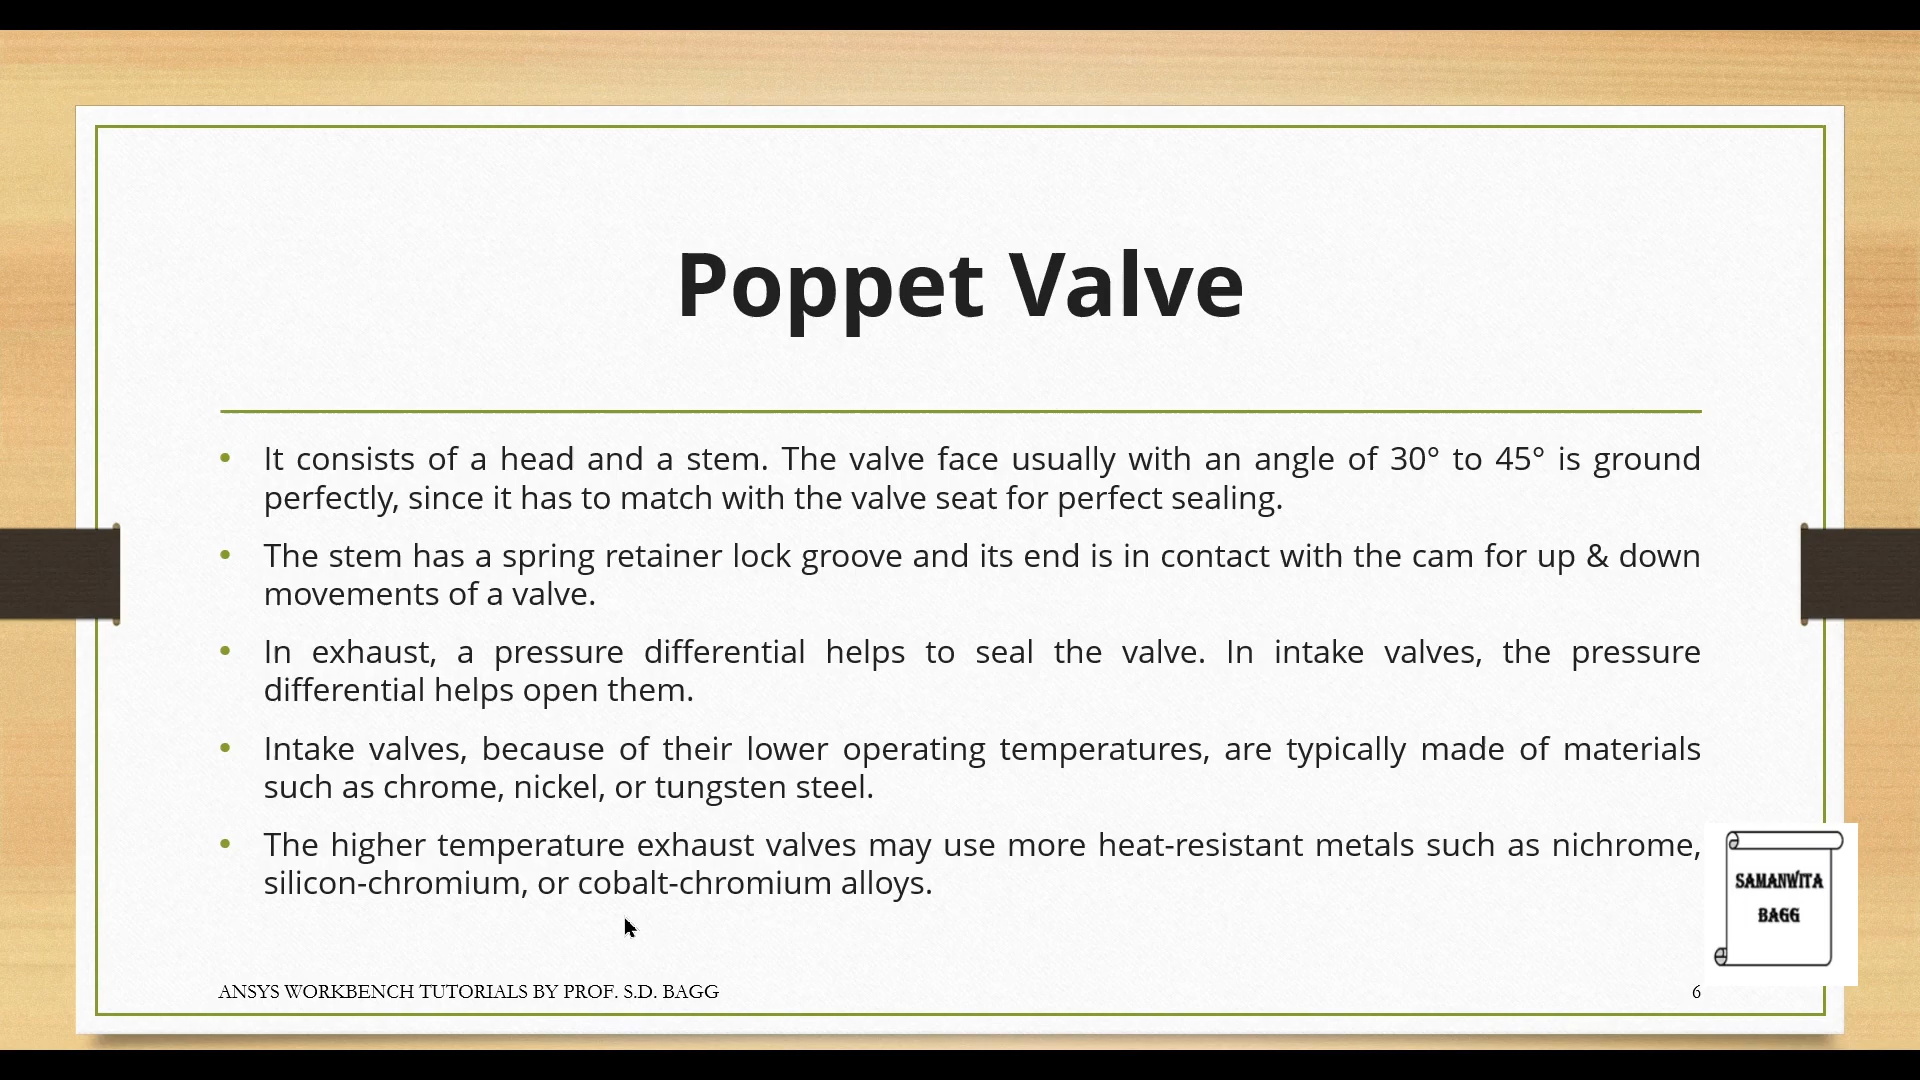 Poppet Valve
• It consists of a head and a stem. The valve face usually with an angle of 30° to 45° is ground
perfectly, since it has to match with the valve seat for perfect sealing.
• The stem has a spring retainer lock groove and its end is in contact with the cam for up & down
movements of a valve.
• In exhaust, a pressure differential helps to seal the valve. In intake valves, the pressure
differential helps open them.
• Intake valves, because of their lower operating temperatures, are typically made of materials
such as chrome, nickel, or tungsten steel.
• The higher temperature exhaust valves may use more heat-resistant metals such as nichrome,
silicon-chromium, or cobalt-chromium alloys.
SAMANWITA
BAGG
ANSYS WORKBENCH TUTORIALS BY PROF. S.D. BAGG
6